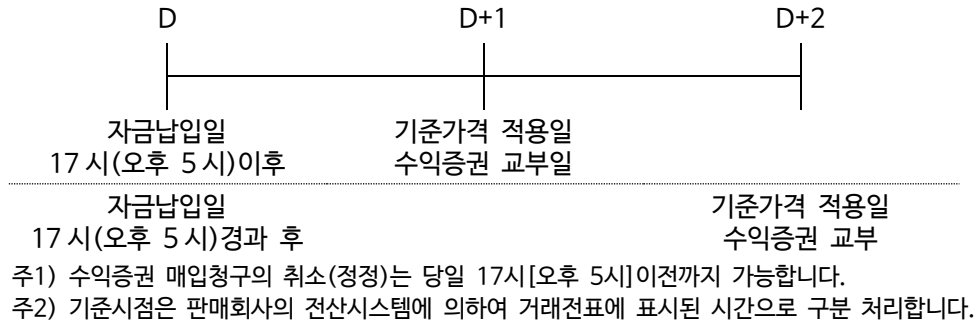 D D+1 D+2
자금납입일 기준가격 적용일
17시(오후 5시)이후 수익증권 교부일
자금납입일 기준가격 적용일
17시(오후 5시)경과 후 수익증권 교부
주1) 수익증권 매입청구의 취소(정정)는 당일 17시[오후 5시]이전까지 가능합니다.
주2) 기준시점은 판매회사의 전산시스템에 의하여 거래전표에 표시된 시간으로 구분 처리합니다.